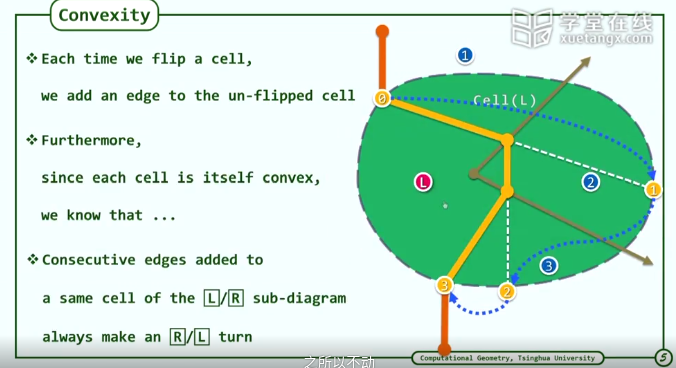 Convexity
学堂在线
xuetangx.com
❖ Each time we flip a cell,
we add an edge to the un-flipped cell
❖ Furthermore,
since each cell is itself convex,
we know that ...
❖ Consecutive edges added to
a same cell of the L/R sub-diagram
always make an R/L turn
1
0
Cell(L)
L
2
1
3
3
2
之所以不动
Computational Geometry, Tsinghua University
5